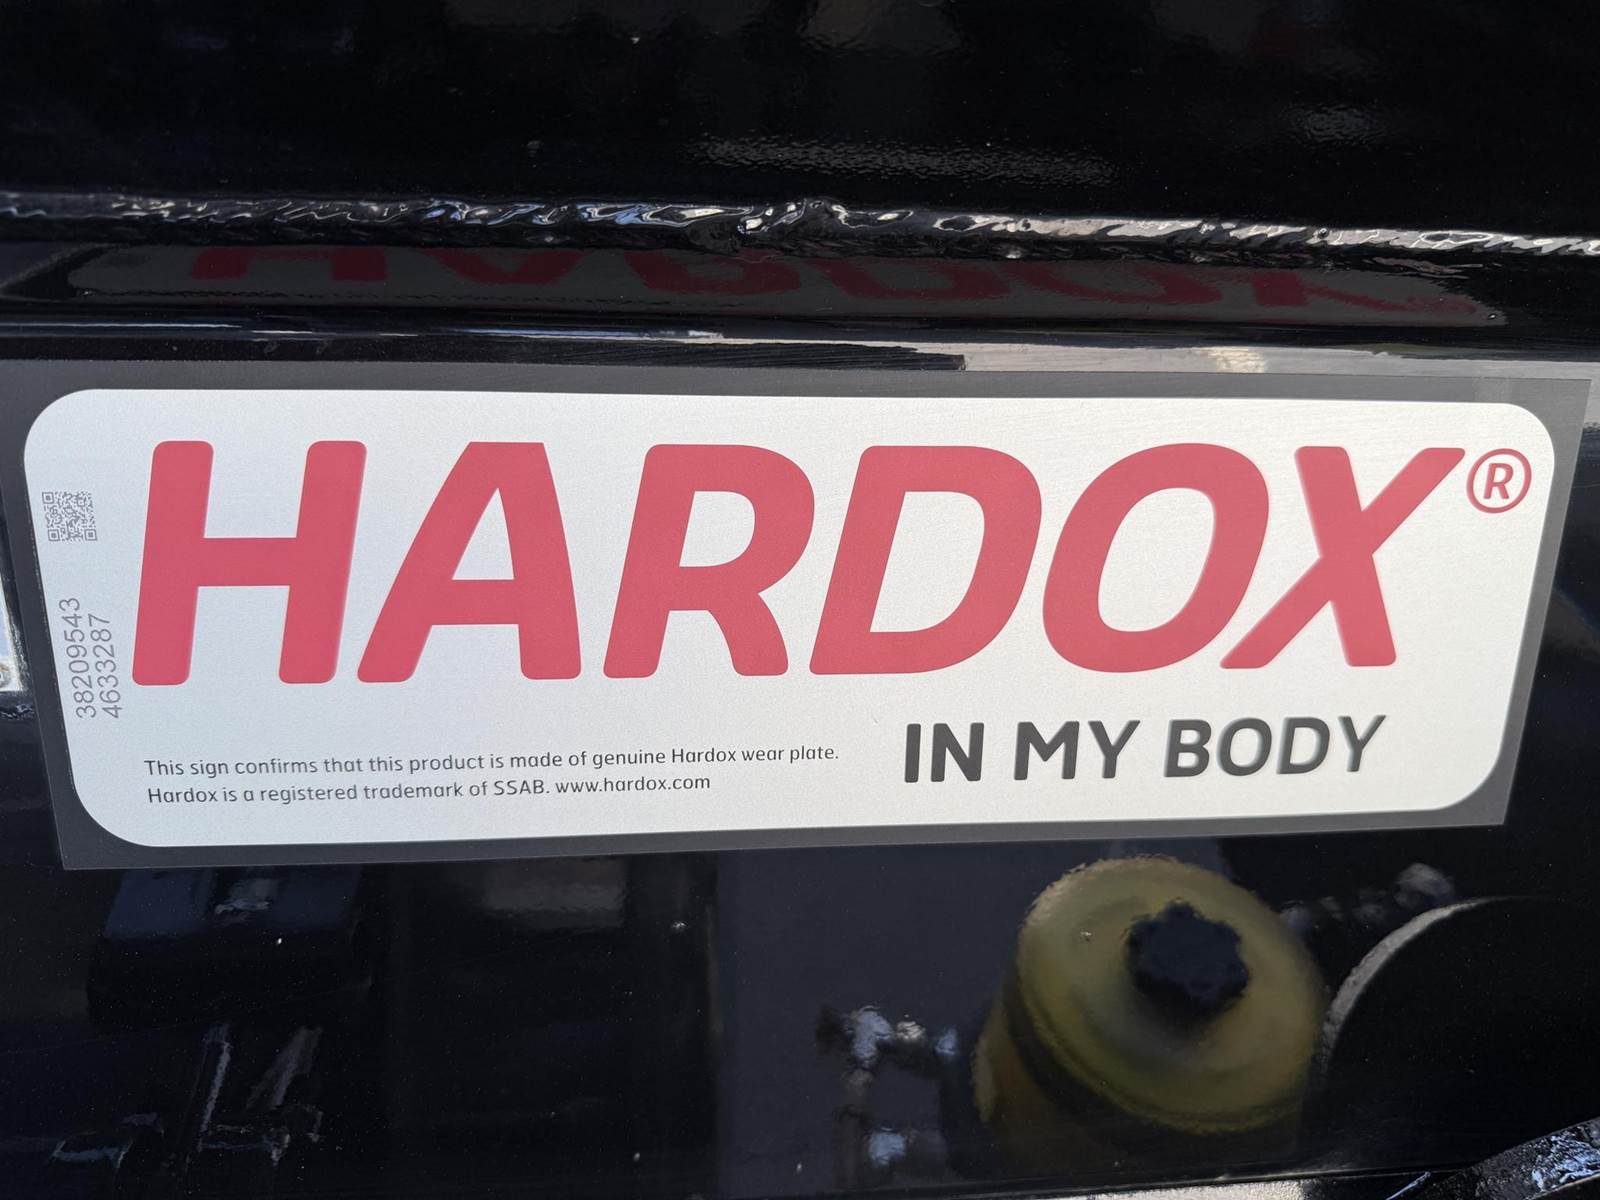 HARDOX®
IN MY BODY
This sign confirms that this product is made of genuine Hardox wear plate.
Hardox is a registered trademark of SSAB. www.hardox.com
38209543
4633287